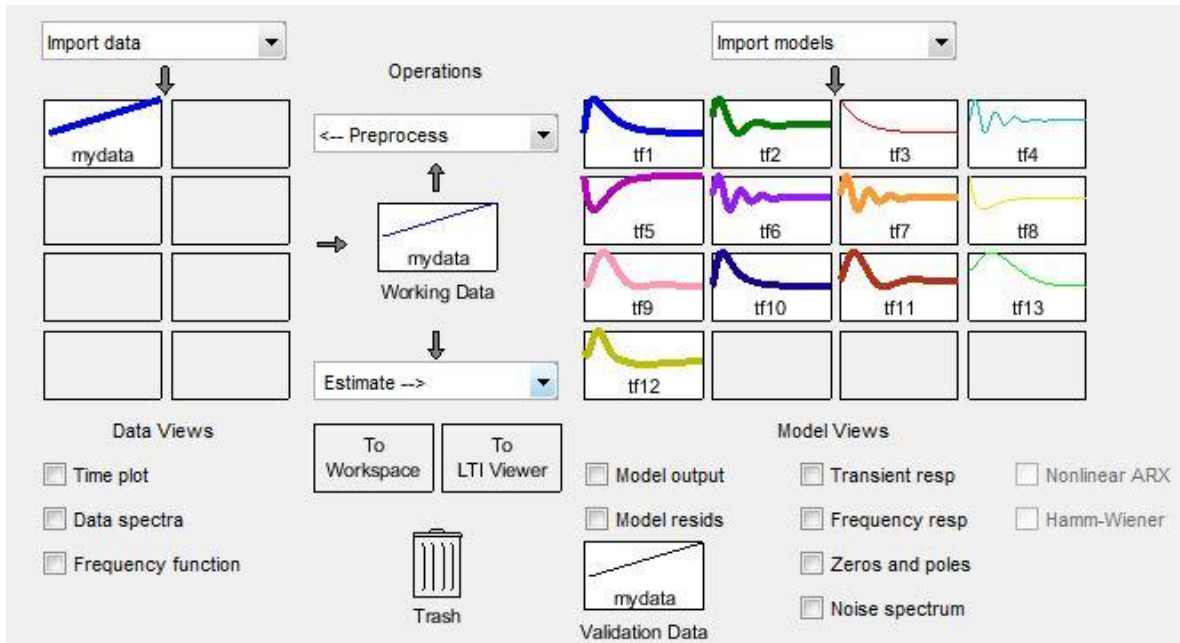 Import data
Import models
Operations
mydata
<-- Preprocess
tf1
tf2
tf3
tf4
mydata
Working Data
tf5
tf6
tf7
tf8
tf9
tf10
tf11
tf13
Estimate -->
tf12
Data Views
To
Workspace
To
LTI Viewer
Model Views
Time plot
Data spectra
Frequency function
Trash
Model output
Model resids
mydata
Validation Data
Transient resp
Frequency resp
Zeros and poles
Noise spectrum
Nonlinear ARX
Hamm-Wiener